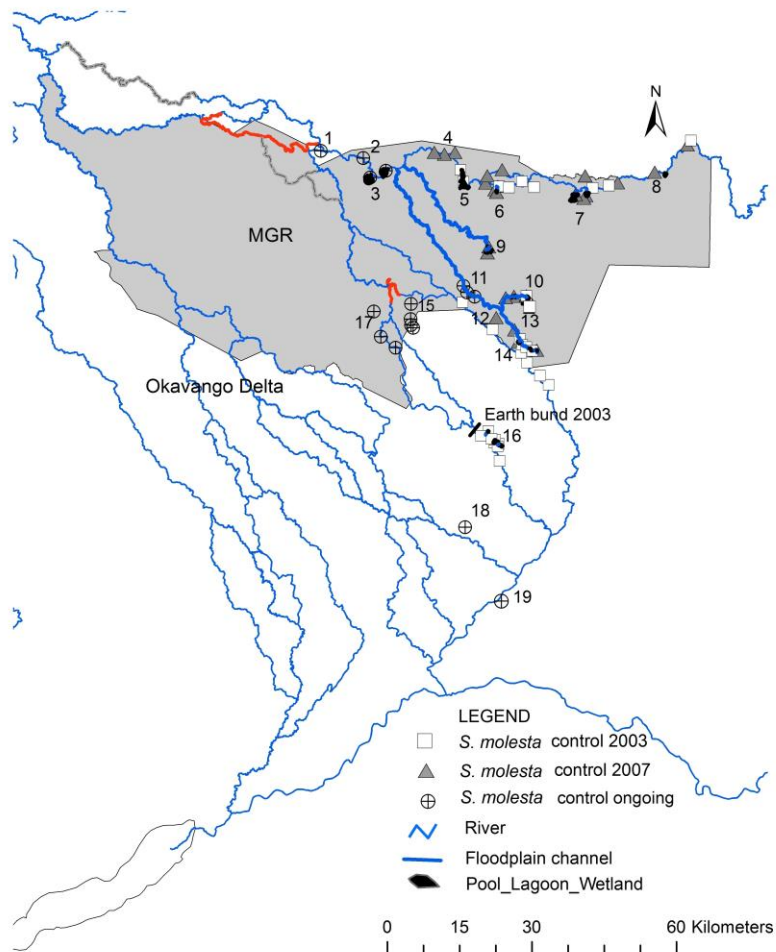 N
1
2
4
3
5
6
7
8
9
MGR
11
10
15
17
12
13
14
Okavango Delta
Earth bund 2003
16
18
19
LEGEND
S. molesta control 2003
S. molesta control 2007
S. molesta control ongoing
River
Floodplain channel
Pool_Lagoon_Wetland
0 15 30 60 Kilometers